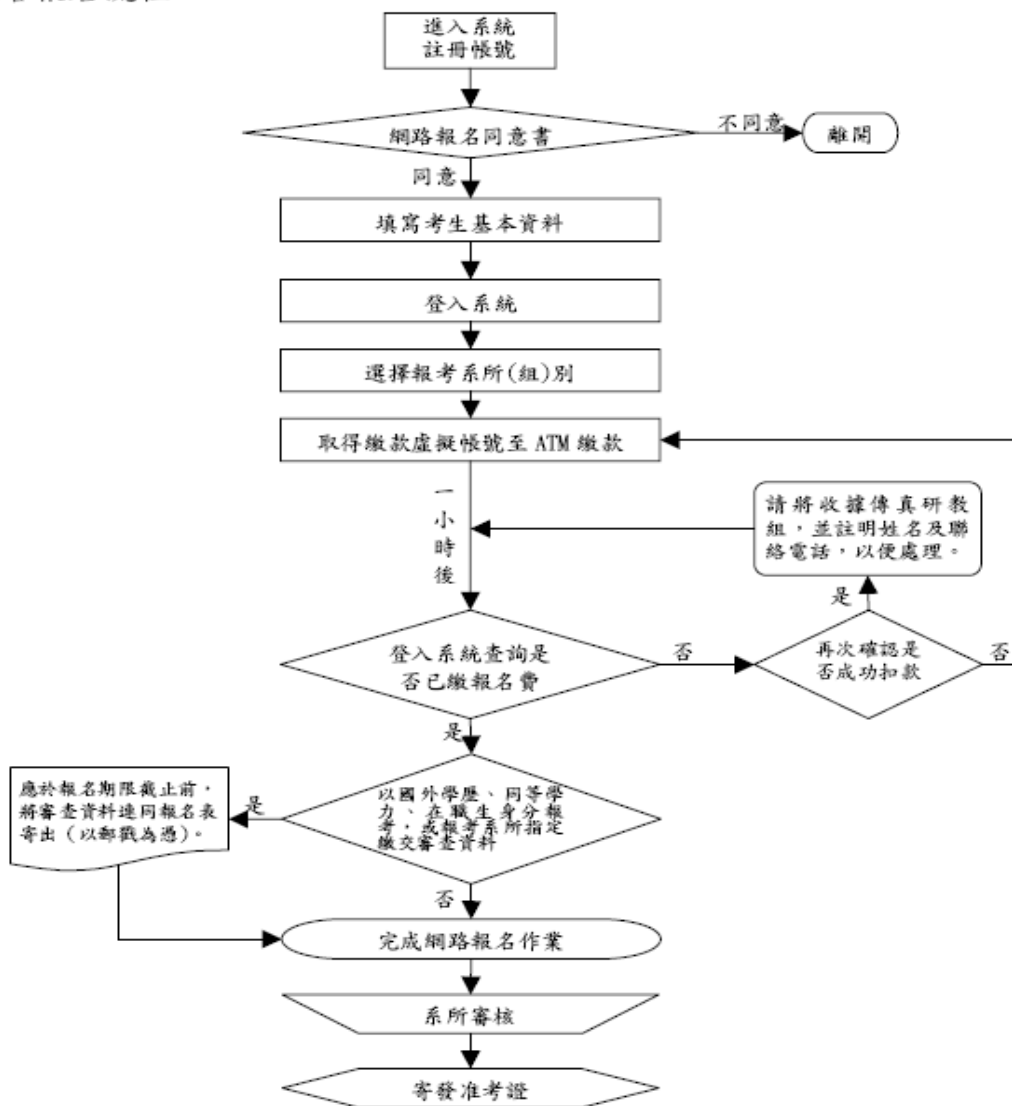 進入系統
註冊帳號
網路報名同意書
不同意
離開
同意
填寫考生基本資料
登入系統
選擇報考系所(組)別
取得繳款虛擬帳號至 ATM 繳款
一
小
時
後
請將收據傳真研教
組，並註明姓名及聯
絡電話，以便處理。
是
登入系統查詢是
否已繳報名費
否
再次確認是
否成功扣款
否
是
應於報名期限截止前，
將審查資料連同報名表
寄出（以郵戳為憑）。
是
以國外學歷、同等學
力、在職生身分報
考，或報考系所指定
繳交審查資料
否
完成網路報名作業
系所審核
寄發准考證